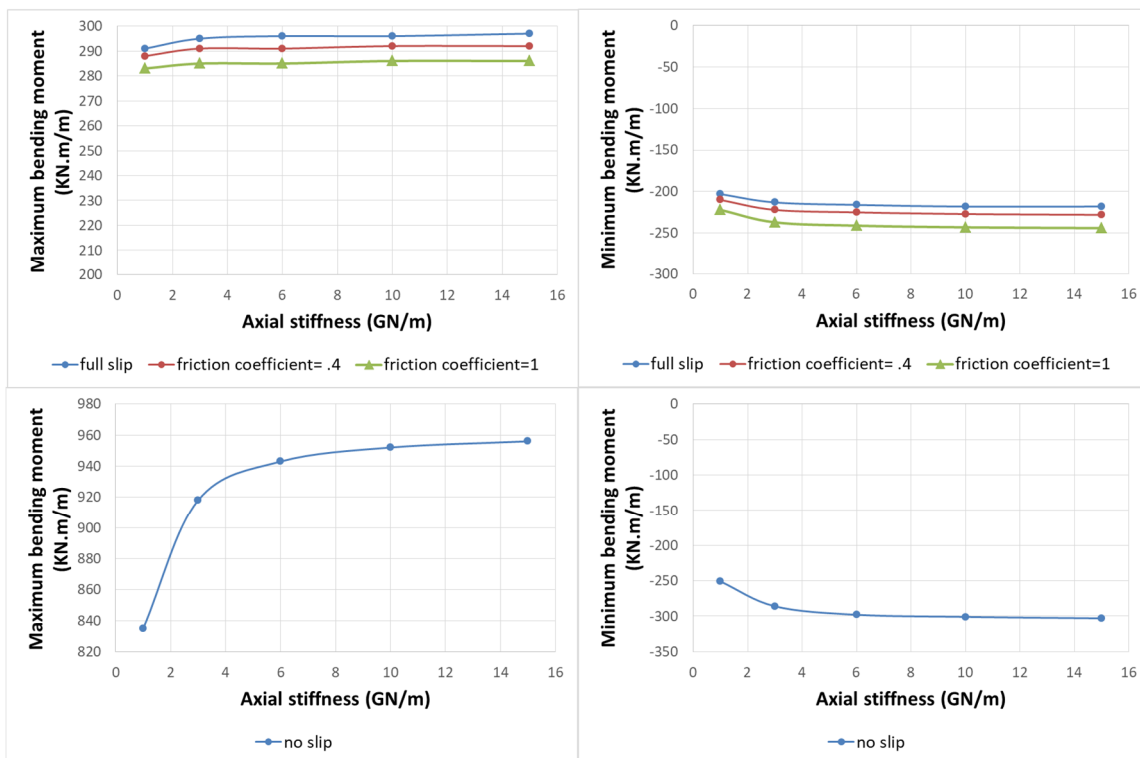 Maximum bending moment
(KN.m/m)
300
290
280
270
260
250
240
230
220
210
200
0 2 4 6 8 10 12 14 16
Axial stiffness (GN/m)
full slip friction coefficient= .4 friction coefficient=1
Minimum bending moment
(KN.m/m)
-0
-50
-100
-150
-200
-250
-300
0 2 4 6 8 10 12 14 16
Axial stiffness (GN/m)
full slip friction coefficient= .4 friction coefficient=1
Maximum bending moment
(KN.m/m)
980
960
940
920
900
880
860
840
820
0 2 4 6 8 10 12 14 16
Axial stiffness (GN/m)
no slip
Minimum bending moment
(KN.m/m)
0
-50
-100
-150
-200
-250
-300
-350
0 2 4 6 8 10 12 14 16
Axial stiffness (GN/m)
no slip